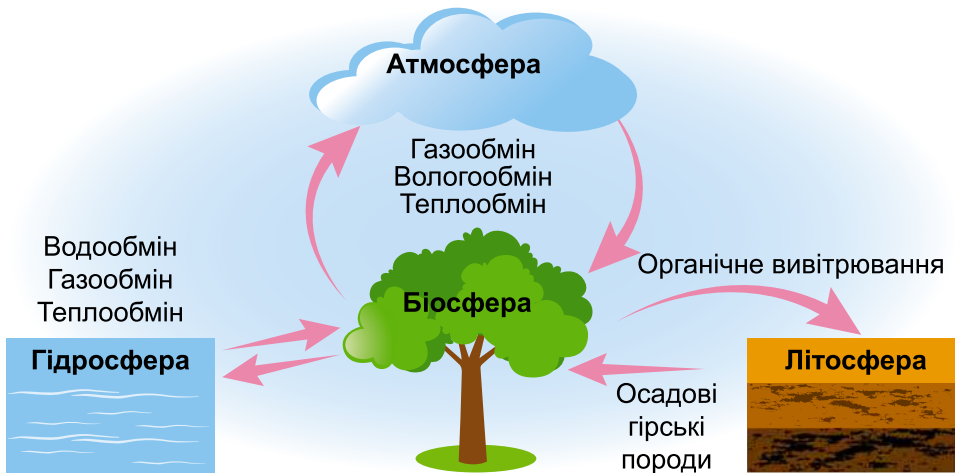 Атмосфера
Газообмін
Вологообмін
Теплообмін
Водообмін
Газообмін
Теплообмін
Органічне вивітрювання
Біосфера
Гідросфера
Літосфера
Осадові
гірські
породи